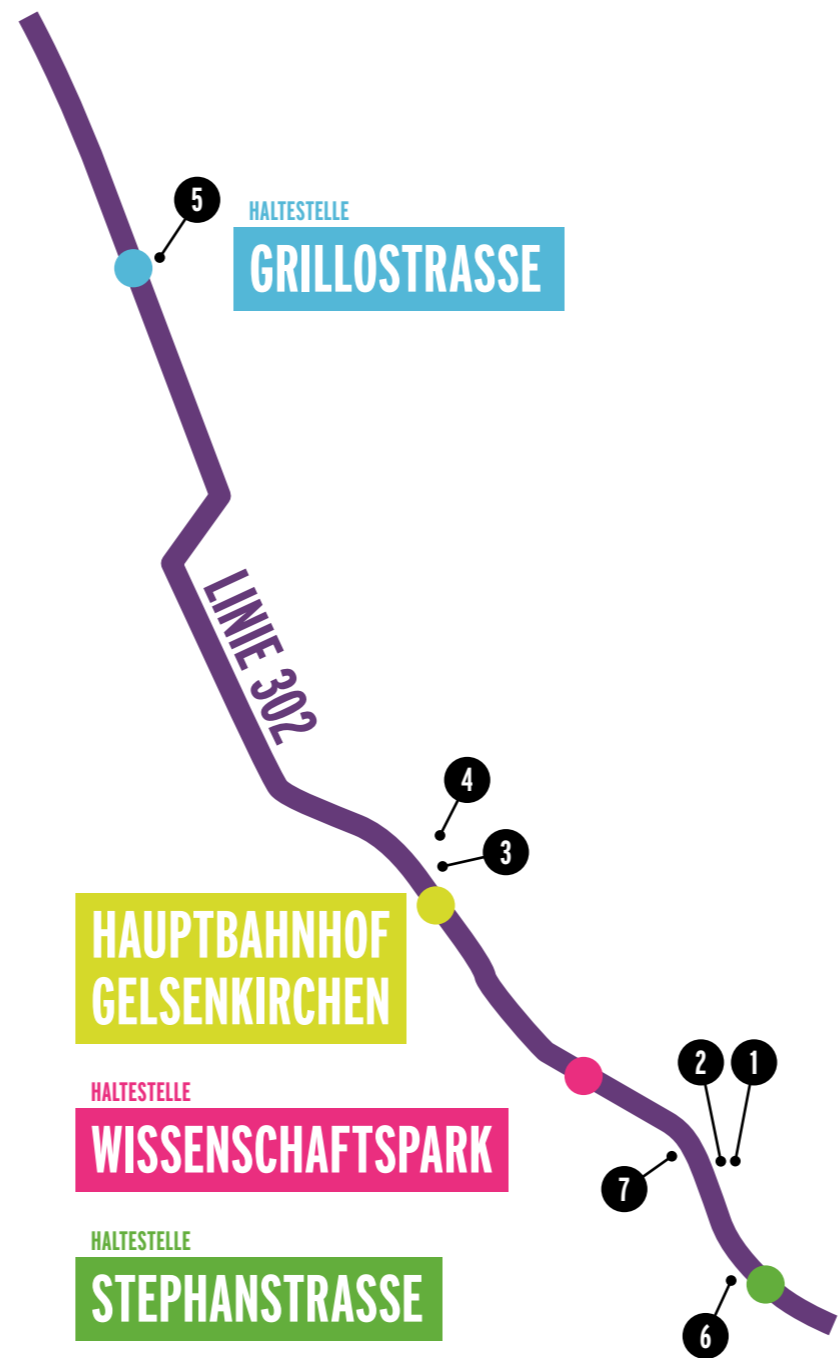 5
HALTESTELLE
GRILLOSTRASSE
LINIE 302
4
3
HAUPTBAHNHOF
GELSENKIRCHEN
2
1
HALTESTELLE
WISSENSCHAFTSPARK
7
HALTESTELLE
STEPHANSTRASSE
6